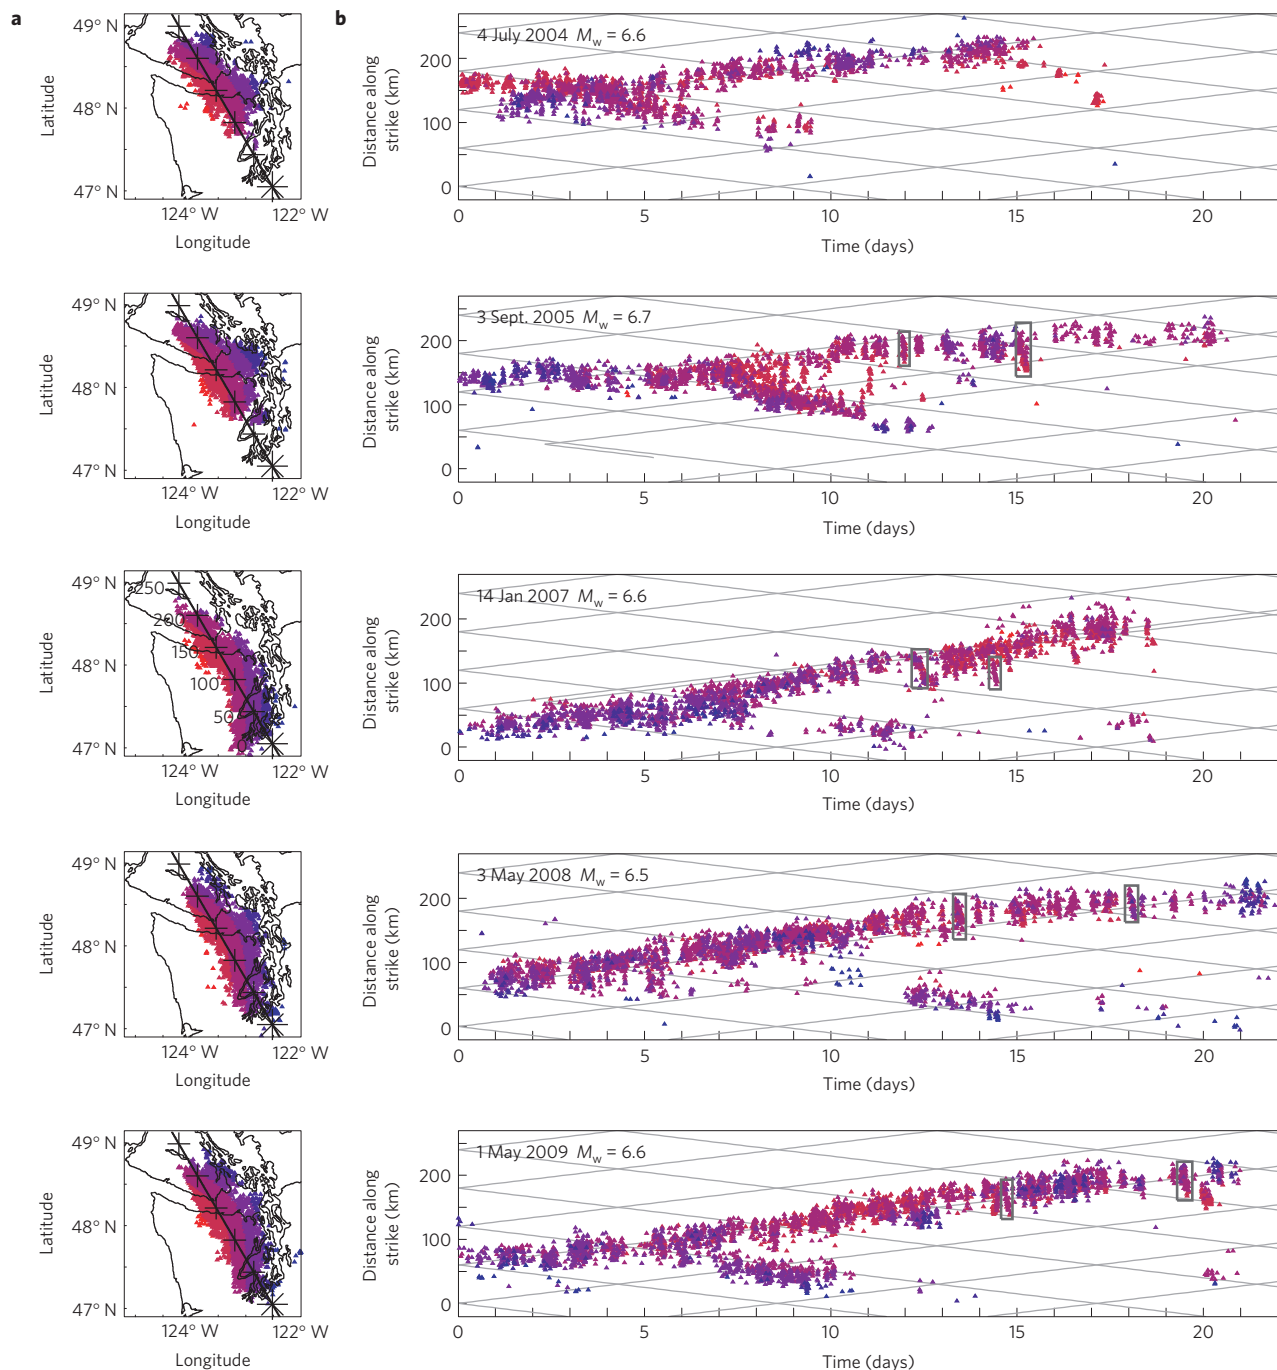 a
b
49° N
48° N
47° N
Latitude
124° W 122° W
Longitude
4 July 2004 Mw = 6.6
200
100
0
Distance along
strike (km)
0 5 10 15 20
Time (days)
49° N
48° N
47° N
Latitude
124° W 122° W
Longitude
3 Sept. 2005 Mw = 6.7
200
100
0
Distance along
strike (km)
0 5 10 15 20
Time (days)
49° N
48° N
47° N
Latitude
250
200
150
100
50
0
124° W 122° W
Longitude
14 Jan 2007 Mw = 6.6
200
100
0
Distance along
strike (km)
0 5 10 15 20
Time (days)
49° N
48° N
47° N
Latitude
124° W 122° W
Longitude
3 May 2008 Mw = 6.5
200
100
0
Distance along
strike (km)
0 5 10 15 20
Time (days)
49° N
48° N
47° N
Latitude
124° W 122° W
Longitude
1 May 2009 Mw = 6.6
200
100
0
Distance along
strike (km)
0 5 10 15 20
Time (days)